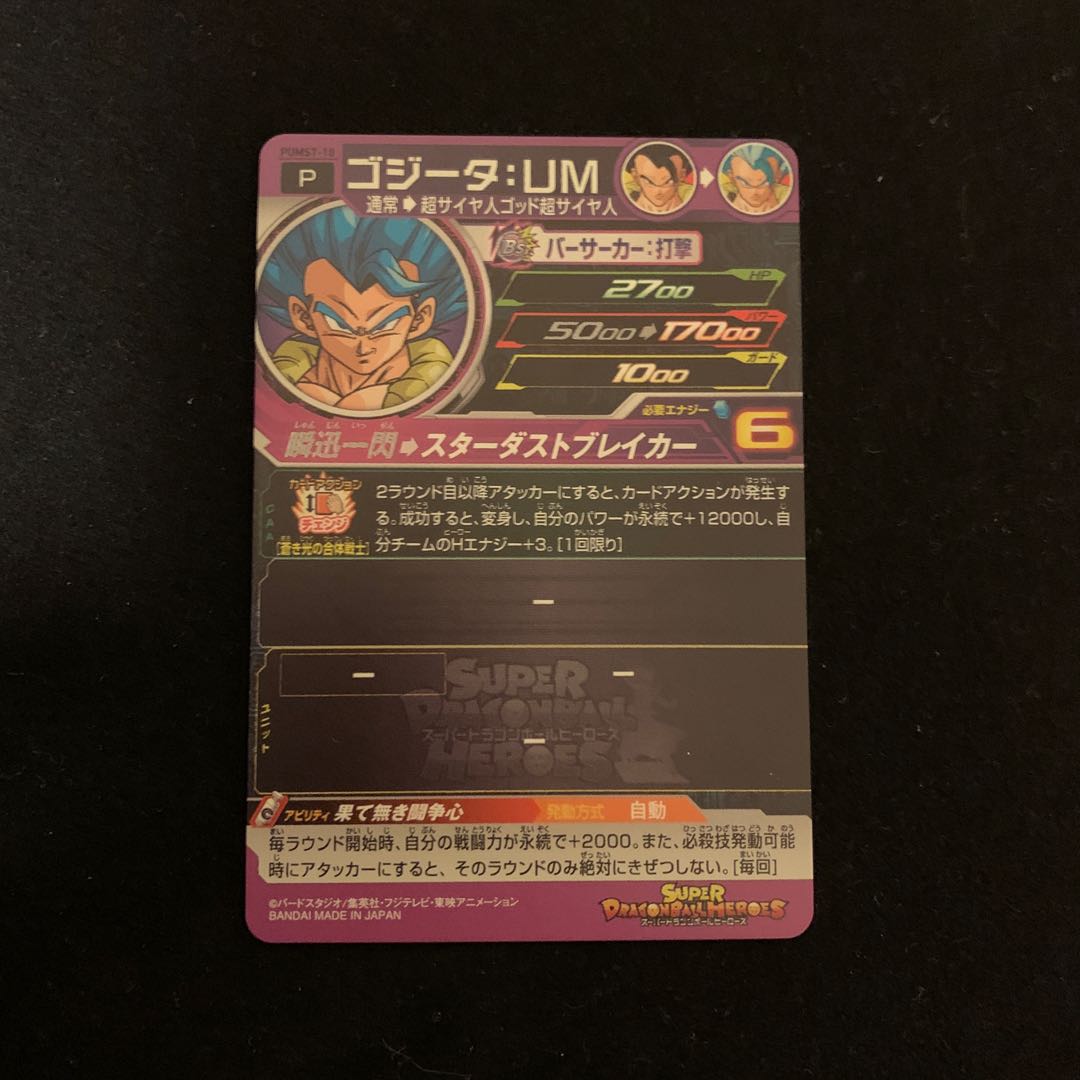 PUMS7-18
P
ゴジータ:UM
通常➡超サイヤ人ゴッド超サイヤ人
BS
バーサーカー:打撃
HP
2700
パワー
5000➡17000
ガード
1000
必要エナジー
6
しゅん じん いっ せん
瞬迅一閃➡スターダストブレイカー
CAA
カードアクション
チェンジ
[蒼き光の合体戦士]
2ラウンド目以降アタッカーにすると、カードアクションが発生す
る。成功すると、変身し、自分のパワーが永続で+12000し、自
分チームのHエナジー+3。[1回限り]
–
–
–
ユニット
–
SUPER
DRAGONBALL
スーパードラゴンボールヒーローズ
HEROES
アビリティ 果て無き闘争心 発動方式 自動
毎ラウンド開始時、自分の戦闘力が永続で+2000。また、必殺技発動可能
時にアタッカーにすると、そのラウンドのみ絶対にきぜつしない。[毎回]
©バードスタジオ/集英社・フジテレビ・東映アニメーション
BANDAI MADE IN JAPAN
SUPER
DRAGONBALL HEROES
スーパードラゴンボールヒーローズ